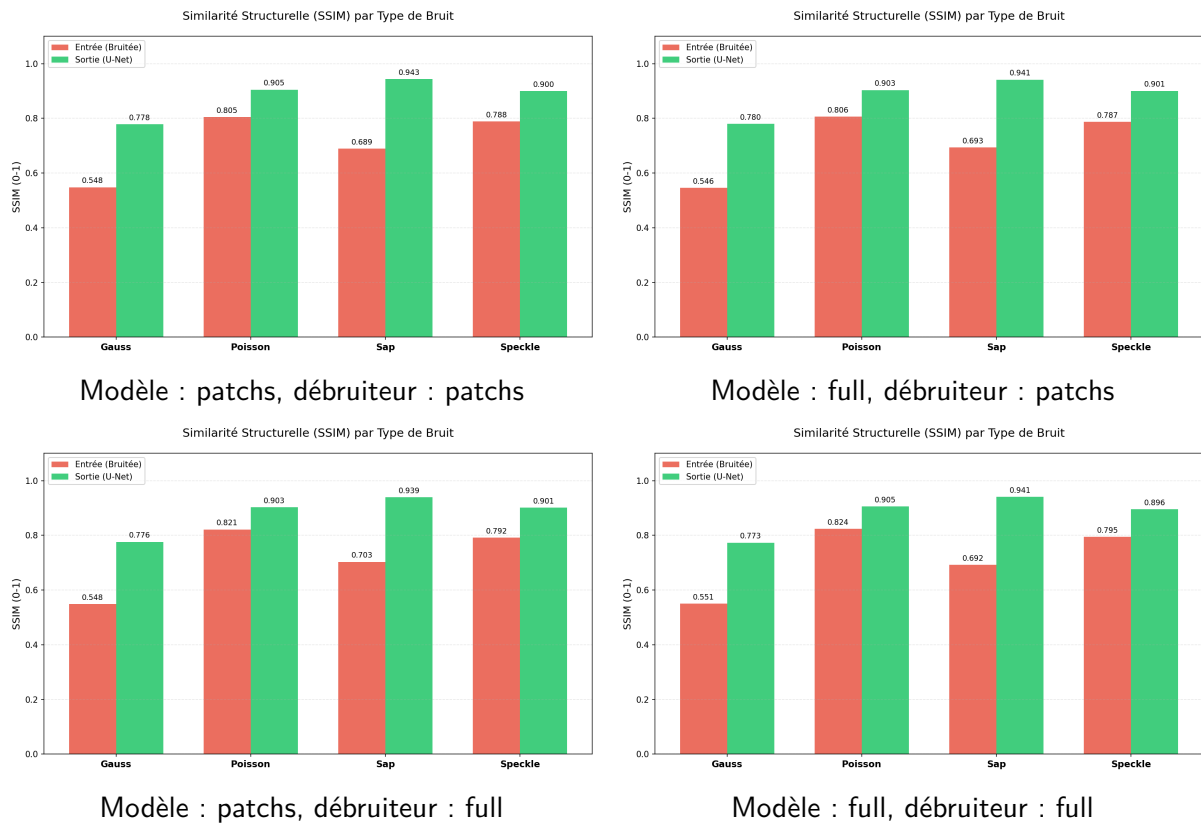 Similarité Structurelle (SSIM) par Type de Bruit
SSIM (0-1)
1.0
0.8
0.6
0.4
0.2
0.0
Entrée (Bruitée)
Sortie (U-Net)
0.548
0.778
0.805
0.905
0.689
0.943
0.788
0.900
Gauss Poisson Sap Speckle
Modèle : patchs, débruiteur : patchs
Similarité Structurelle (SSIM) par Type de Bruit
SSIM (0-1)
1.0
0.8
0.6
0.4
0.2
0.0
Entrée (Bruitée)
Sortie (U-Net)
0.546
0.780
0.806
0.903
0.693
0.941
0.787
0.901
Gauss Poisson Sap Speckle
Modèle : full, débruiteur : patchs
Similarité Structurelle (SSIM) par Type de Bruit
SSIM (0-1)
1.0
0.8
0.6
0.4
0.2
0.0
Entrée (Bruitée)
Sortie (U-Net)
0.548
0.776
0.821
0.903
0.703
0.939
0.792
0.901
Gauss Poisson Sap Speckle
Modèle : patchs, débruiteur : full
Similarité Structurelle (SSIM) par Type de Bruit
SSIM (0-1)
1.0
0.8
0.6
0.4
0.2
0.0
Entrée (Bruitée)
Sortie (U-Net)
0.551
0.773
0.824
0.905
0.692
0.941
0.795
0.896
Gauss Poisson Sap Speckle
Modèle : full, débruiteur : full